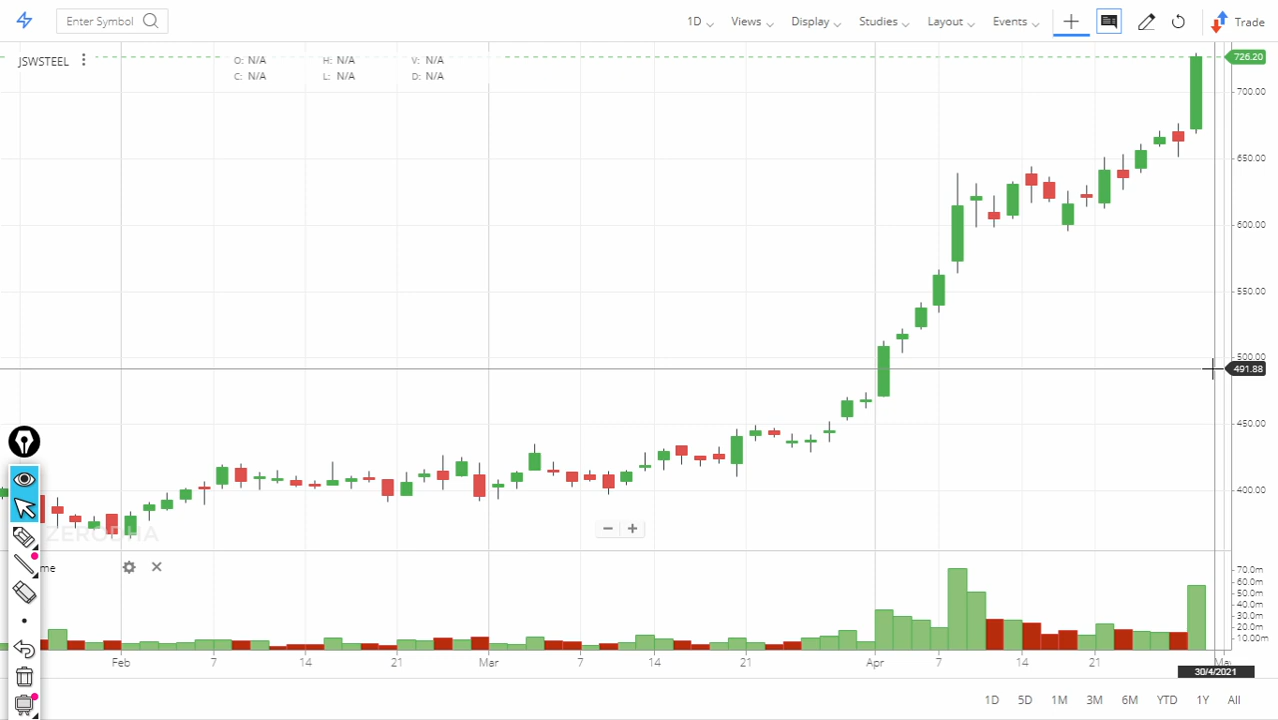 Enter Symbol 1D Views Display Studies Layout Events Trade
JSWSTEEL O: N/A H: N/A V: N/A
C: N/A L: N/A D: N/A
726.20
700.00
650.00
600.00
550.00
500.00
491.88
450.00
400.00
ZERODHA
me
70.0m
60.0m
50.0m
40.0m
30.0m
20.0m
10.00m
Feb 7 14 21 Mar 7 14 21 Apr 7 14 21 Ma
30/4/2021
1D 5D 1M 3M 6M YTD 1Y All